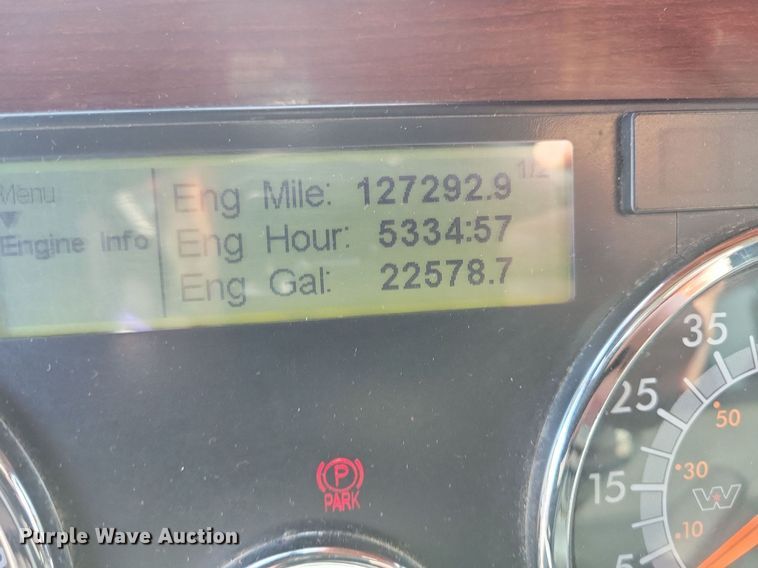 1/2
Menu
Eng Mile: 127292.9
Engine Info
Eng Hour: 5334:57
Eng Gal: 22578.7
35
25
50
15
30
10
5
P
PARK
W
Purple Wave Auction